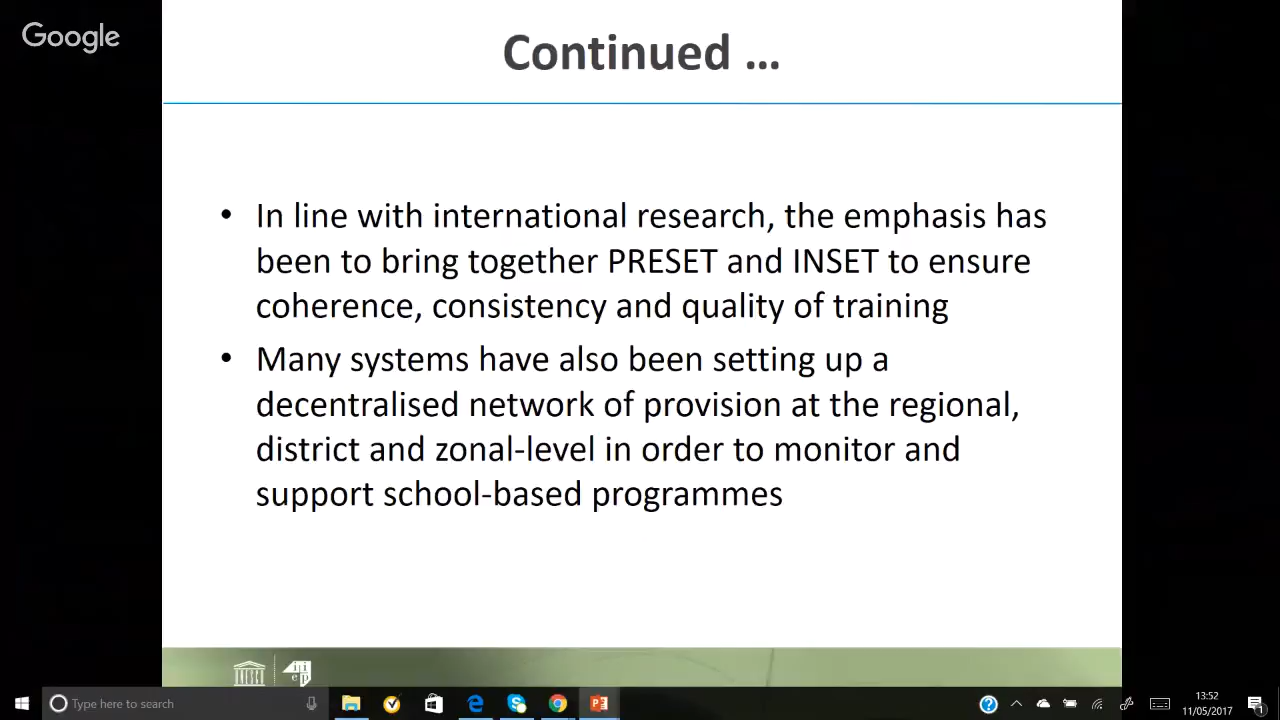 Google
Continued ...
• In line with international research, the emphasis has
been to bring together PRESET and INSET to ensure
coherence, consistency and quality of training
• Many systems have also been setting up a
decentralised network of provision at the regional,
district and zonal-level in order to monitor and
support school-based programmes
Type here to search
13:52
11/05/2017